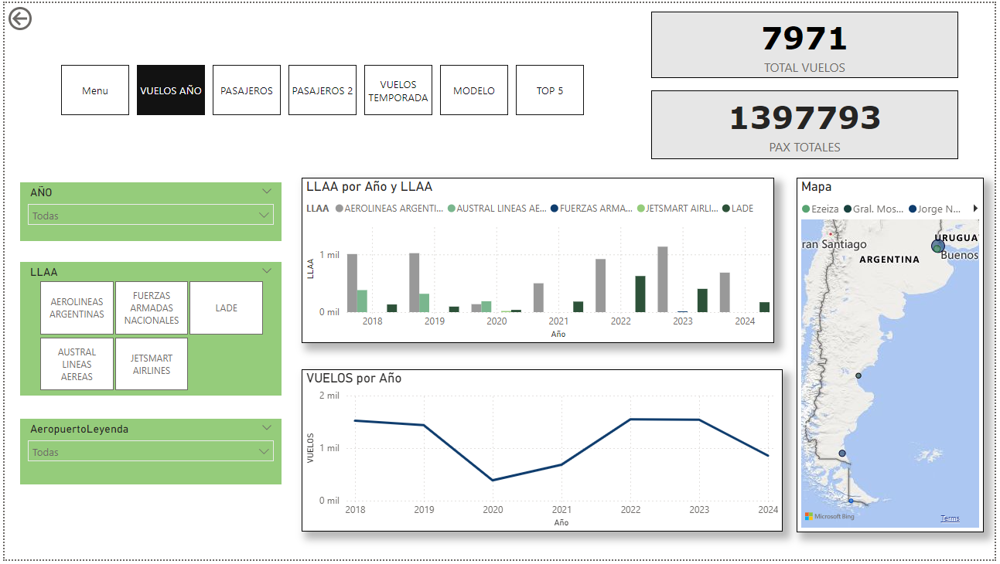 7971
TOTAL VUELOS
1397793
PAX TOTALES
Menu
VUELOS AÑO
PASAJEROS
PASAJEROS 2
VUELOS
TEMPORADA
MODELO
TOP 5
AÑO
Todas
LLAA
AEROLINEAS
ARGENTINAS
FUERZAS
ARMADAS
NACIONALES
LADE
AUSTRAL
LINEAS
AEREAS
JETSMART
AIRLINES
AeropuertoLeyenda
Todas
LLAA por Año y LLAA
LLAA AEROLINEAS ARGENTI... AUSTRAL LINEAS AE... FUERZAS ARMA... JETSMART AIRLI... LADE
LLAA
1 mil
0 mil
2018 2019 2020 2021 2022 2023 2024
Año
VUELOS por Año
VUELOS
2 mil
1 mil
0 mil
2018 2019 2020 2021 2022 2023 2024
Año
Mapa
Ezeiza Gral. Mos... Jorge N...
ran Santiago
URUGUA
ARGENTINA
Buenos
Microsoft Bing
Terms